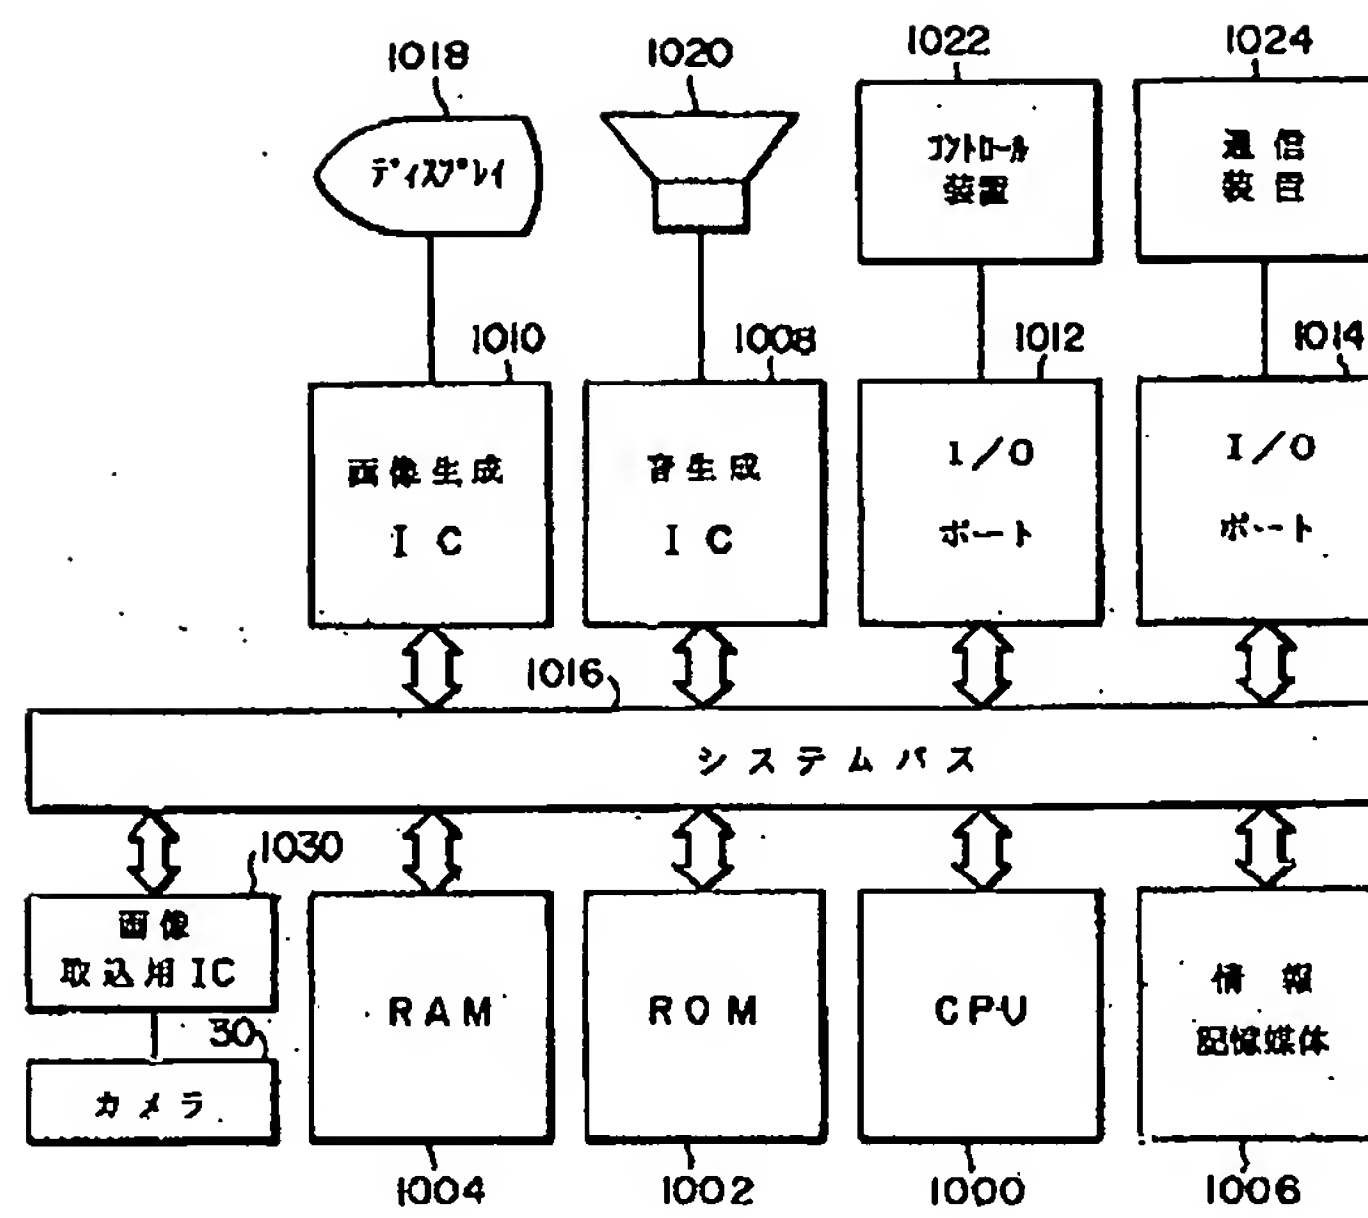 1018
1020
1022
1024
ディスプレイ
コントロール
装置
通信
装置
1010
1008
1012
1014
画像生成
IC
音生成
IC
I/O
ポート
I/O
ポート
1016
システムバス
1030
画像
取込用IC
30
カメラ
RAM
ROM
CPU
情報
記憶媒体
1004
1002
1000
1006